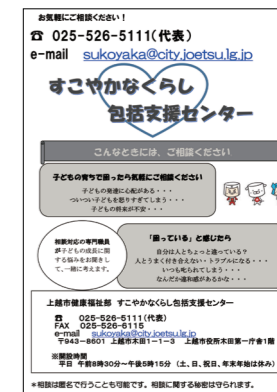 お気軽にご相談ください！
☎ 025-526-5111(代表)
e-mail sukoyaka@city.joetsu.lg.jp
すこやかなくらし
包括支援センター
こんなときには、ご相談ください
子どもの育ちで困ったら気軽にご相談ください
子どもの発達に心配がある・・・
ついつい子どもを怒りすぎてしまう・・・
子どもの将来が不安・・・
相談対応の専門職員
が子どもの成長に関
する悩みをお聞きし
て、一緒に考えます。
「困っている」と感じたら
自分は人とちょっと違っている？
人とうまく付き合えない・トラブルになる・・・
いつも叱られてしまう・・・
なんだか違和感があるかな・・・
上越市健康福祉部 すこやかなくらし包括支援センター
☎ 025-526-5111(代表)
FAX 025-526-6115
e-mail sukoyaka@city.joetsu.lg.jp
〒943-8601 上越市木田1-1-3 上越市役所木田第一庁舎1階
※開設時間
平日 午前8時30分～午後5時15分（土、日、祝日、年末年始は休み）
*相談は匿名で行うことも可能です。相談に関する秘密は守られます。